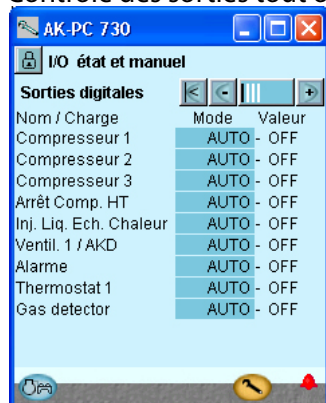 AK-PC 730
I/O état et manuel
Sorties digitales
Nom / Charge Mode Valeur
Compresseur 1 AUTO - OFF
Compresseur 2 AUTO - OFF
Compresseur 3 AUTO - OFF
Arrêt Comp. HT AUTO - OFF
Inj. Liq. Ech. Chaleur AUTO - OFF
Ventil. 1 / AKD AUTO - OFF
Alarme AUTO - OFF
Thermostat 1 AUTO - OFF
Gas detector AUTO - OFF